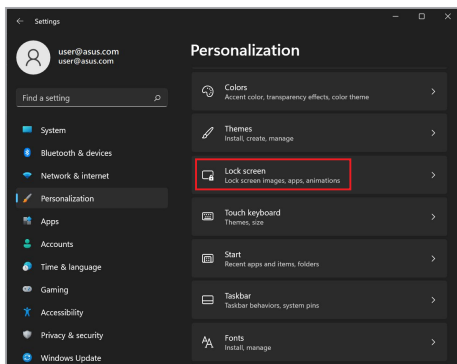 Settings
user@asus.com
user@asus.com
Find a setting
System
Bluetooth & devices
Network & internet
Personalization
Apps
Accounts
Time & language
Gaming
Accessibility
Privacy & security
Windows Update
Personalization
Colors
Accent color, transparency effects, color theme
Themes
Install, create, manage
Lock screen
Lock screen images, apps, animations
Touch keyboard
Themes, size
Start
Recent apps and items, folders
Taskbar
Taskbar behaviors, system pins
Fonts
Install, manage